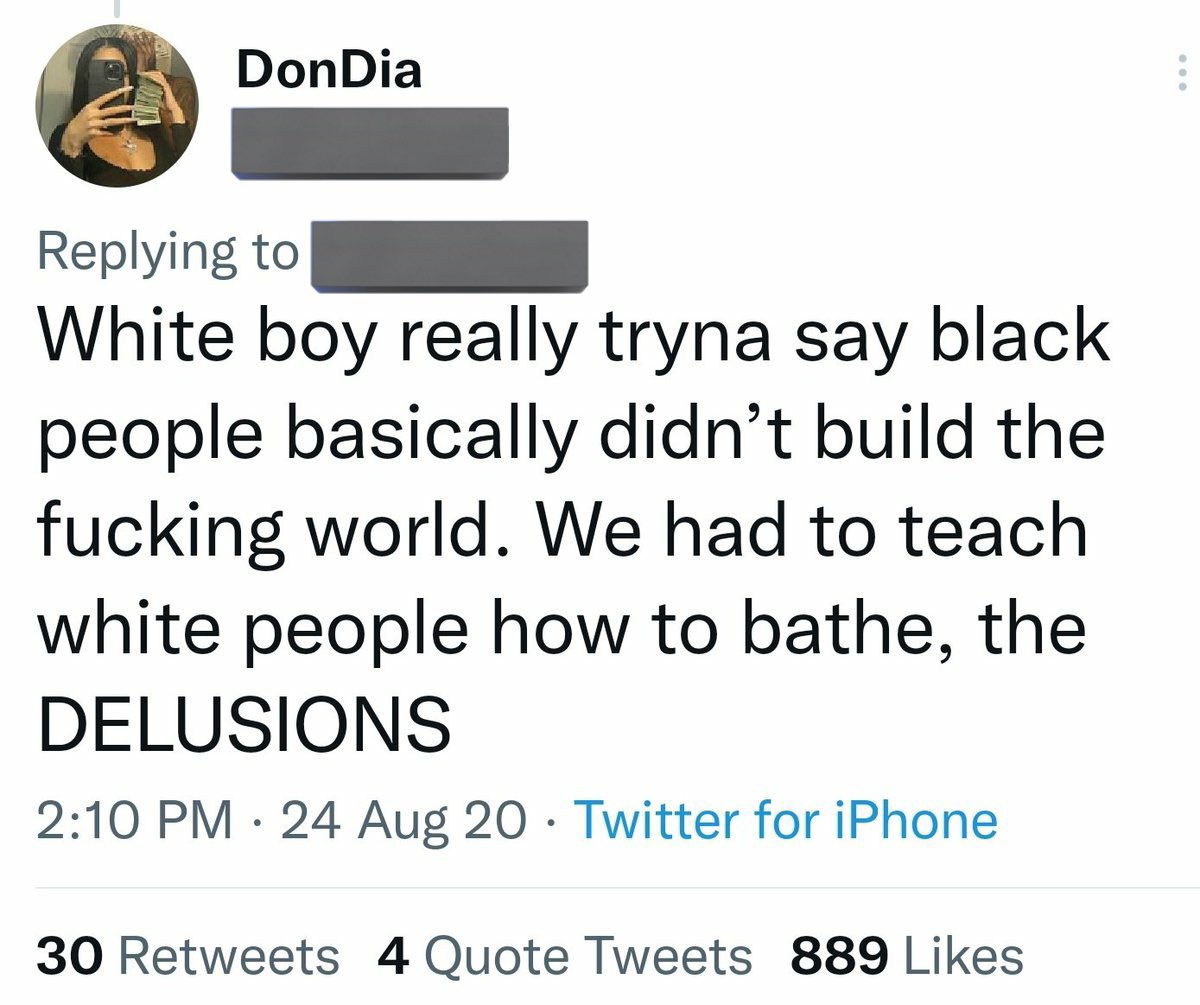 DonDia
Replying to
White boy really tryna say black
people basically didn’t build the
fucking world. We had to teach
white people how to bathe, the
DELUSIONS
2:10 PM · 24 Aug 20 · Twitter for iPhone
30 Retweets 4 Quote Tweets 889 Likes